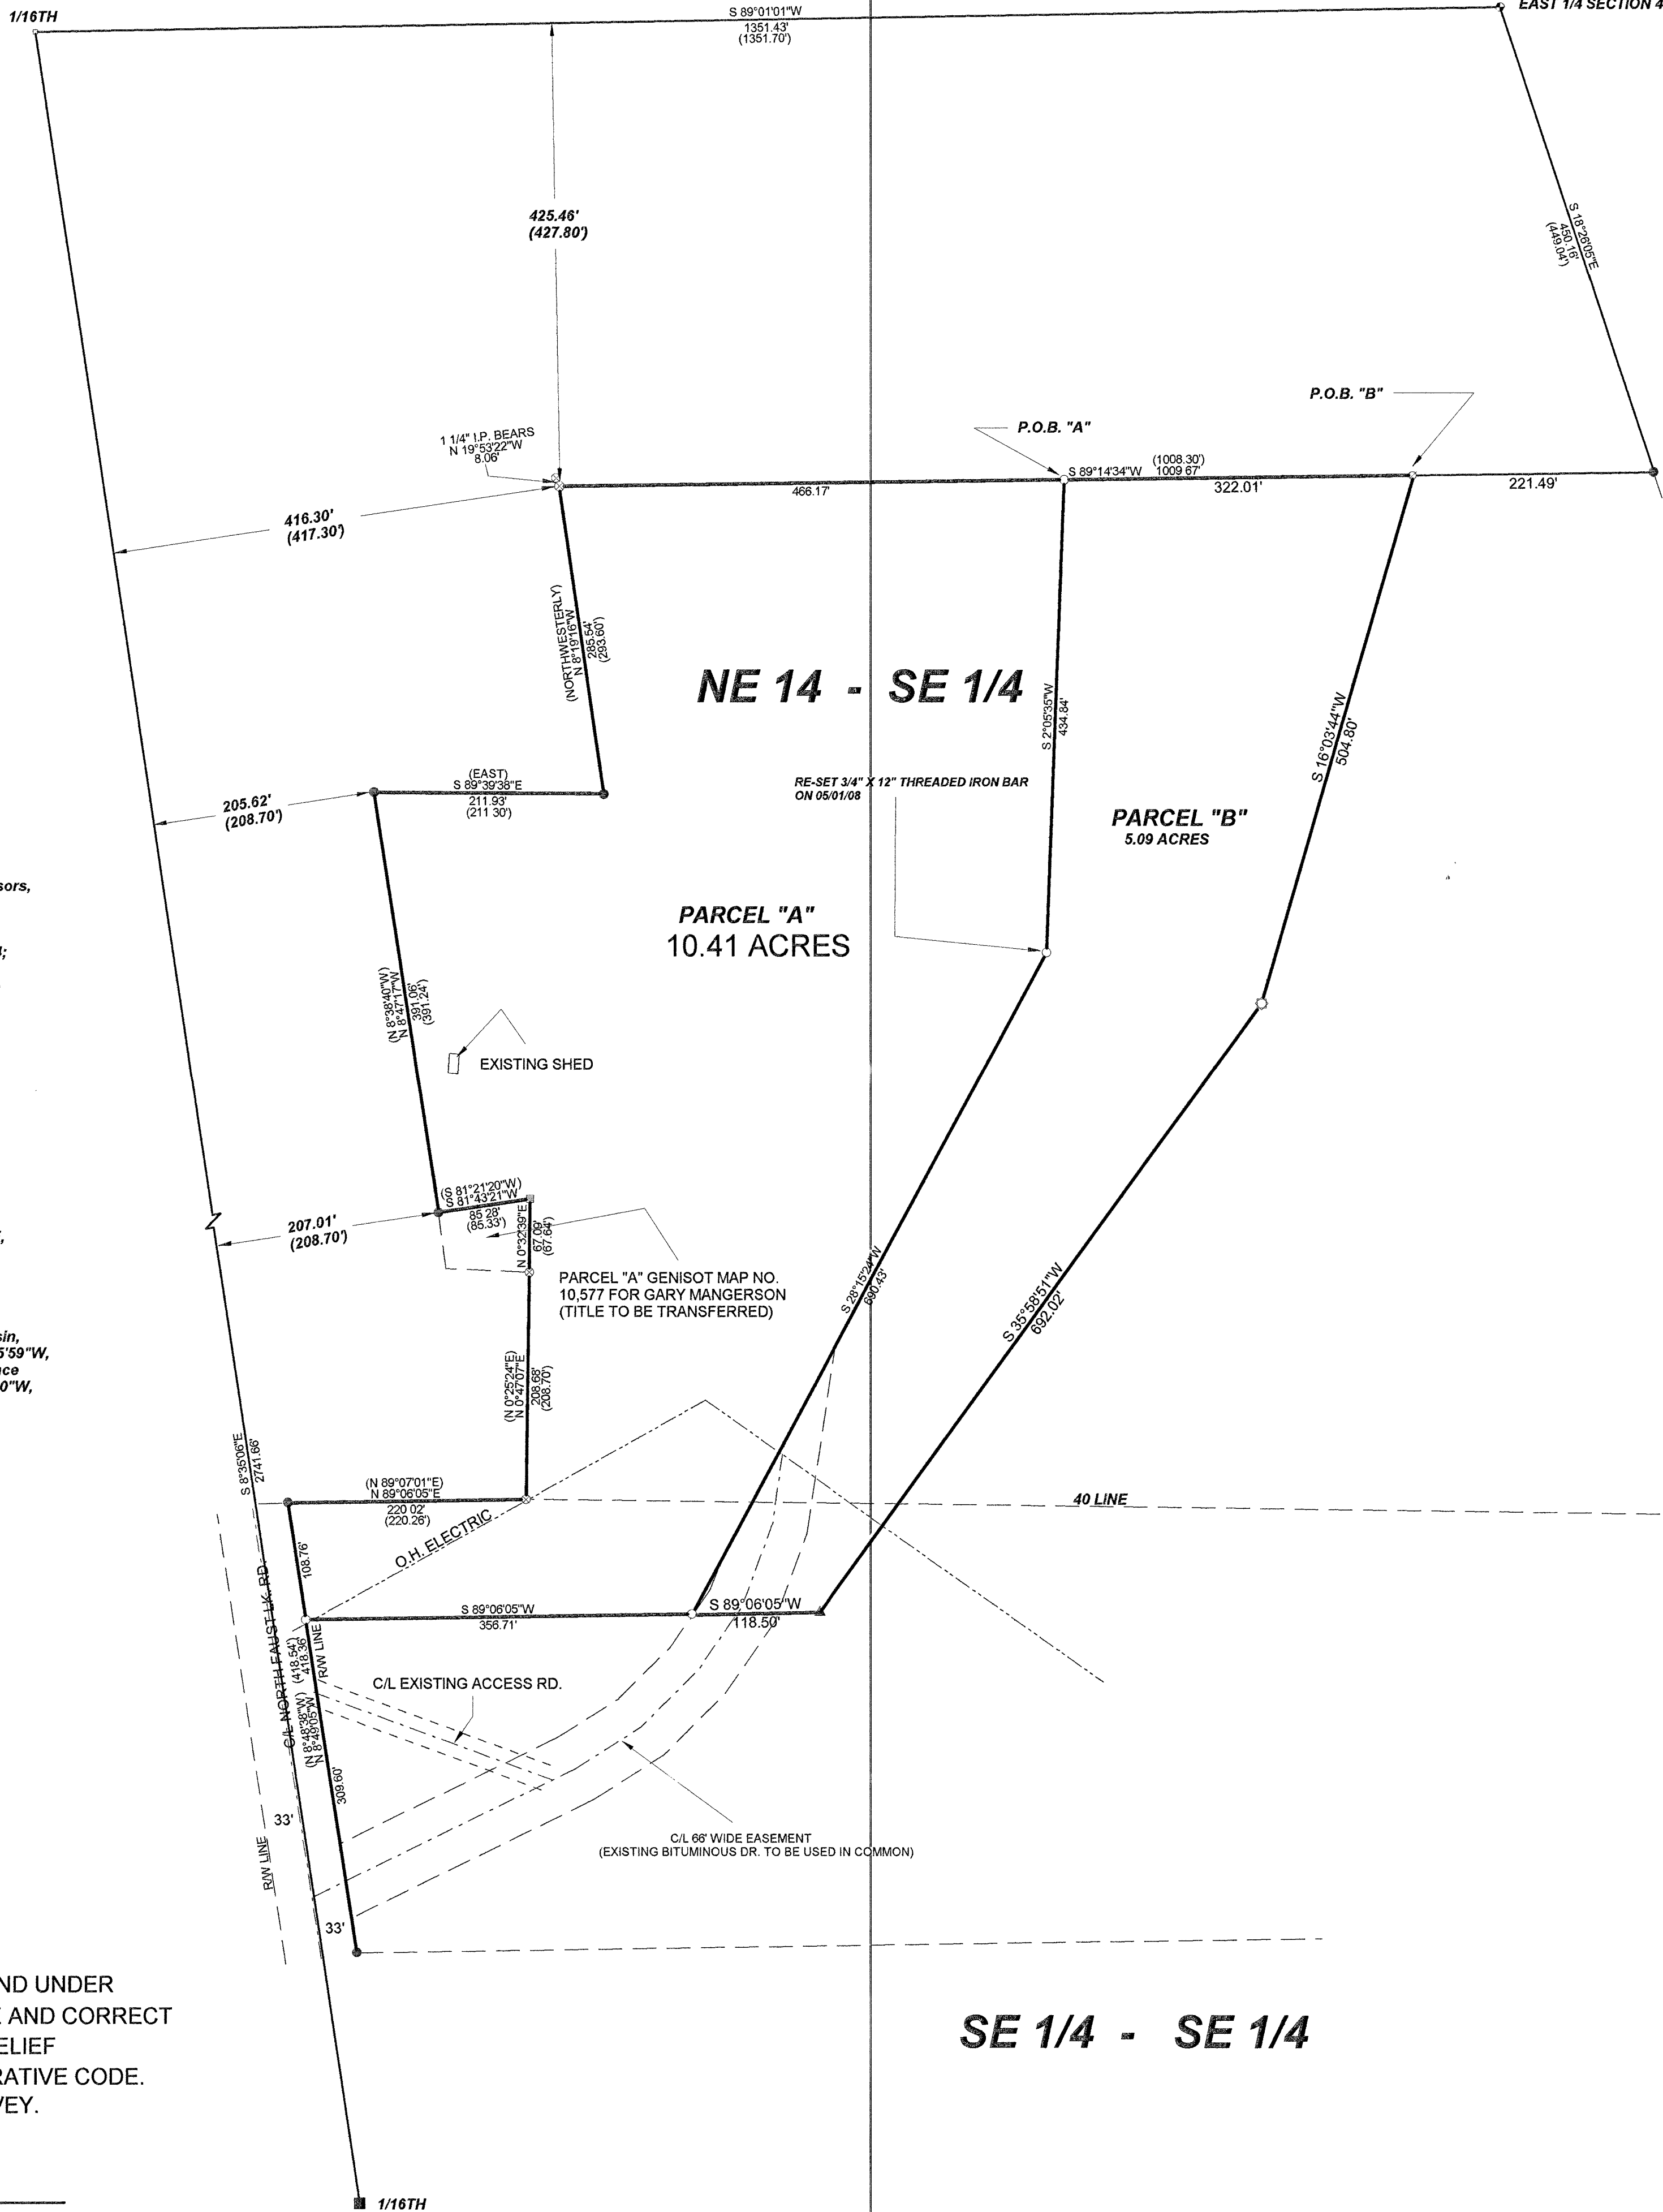 1/16TH
S 89°01'01"W
1351.43'
(1351.70')
EAST 1/4 SECTION 4
425.46'
(427.80')
S 18°26'05"E
450.16'
(449.04')
P.O.B. "B"
P.O.B. "A"
1 1/4" I.P. BEARS
N 19°53'22"W
8.06'
466.17'
S 89°14'34"W
(1008.30')
1009 67'
322.01'
221.49'
416.30'
(417.30')
(NORTHWESTERLY)
N 8°19'16"W
285.54'
(293.60')
NE 14 - SE 1/4
S 2°05'35"W
434.84'
S 16°03'44"W
504.80'
(EAST)
S 89°39'38"E
211.93'
(211 30')
205.62'
(208.70')
RE-SET 3/4" X 12" THREADED IRON BAR
ON 05/01/08
PARCEL "B"
5.09 ACRES
sors,
PARCEL "A"
10.41 ACRES
(N 8°38'40"W)
N 8°47'17"W
391.06'
(391.24')
EXISTING SHED
(S 81°21'20"W)
S 81°43'21"W
85 28'
(85.33')
N 0°32'39"E
67.09'
(67.64')
207.01'
(208.70')
PARCEL "A" GENISOT MAP NO.
10,577 FOR GARY MANGERSON
(TITLE TO BE TRANSFERRED)
S 28°15'24"W
690.43'
S 35°58'51"W
692.02'
sin,
5'59"W,
ce
0"W,
(N 0°25'24"E)
N 0°47'07"E
208.68'
(208.70')
S 8°35'06"E
2741.66'
(N 89°07'01"E)
N 89°06'05"E
220 02'
(220.26')
40 LINE
O.H. ELECTRIC
108.76'
S 89°06'05"W
356.71'
S 89°06'05"W
118.50'
C/L NORTH FAUST LK. RD.
(N 8°48'38"W) (418.54')
N 8°49'05"W 418.36'
R/W LINE
C/L EXISTING ACCESS RD.
309.60'
33'
R/W LINE
C/L 66' WIDE EASEMENT
(EXISTING BITUMINOUS DR. TO BE USED IN COMMON)
33'
ND UNDER
E AND CORRECT
ELIEF
RATIVE CODE.
VEY.
SE 1/4 - SE 1/4
1/16TH